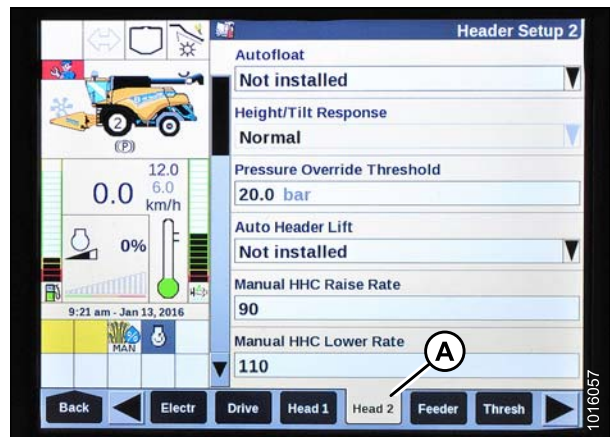 Header Setup 2
Autofloat
Not installed
Height/Tilt Response
Normal
Pressure Override Threshold
20.0 bar
Auto Header Lift
Not installed
Manual HHC Raise Rate
90
Manual HHC Lower Rate
110
2
(P)
12.0
0.0 6.0
km/h
0%
9:21 am - Jan 13, 2016
MAN
A
Back Electr Drive Head 1 Head 2 Feeder Thresh
1016057